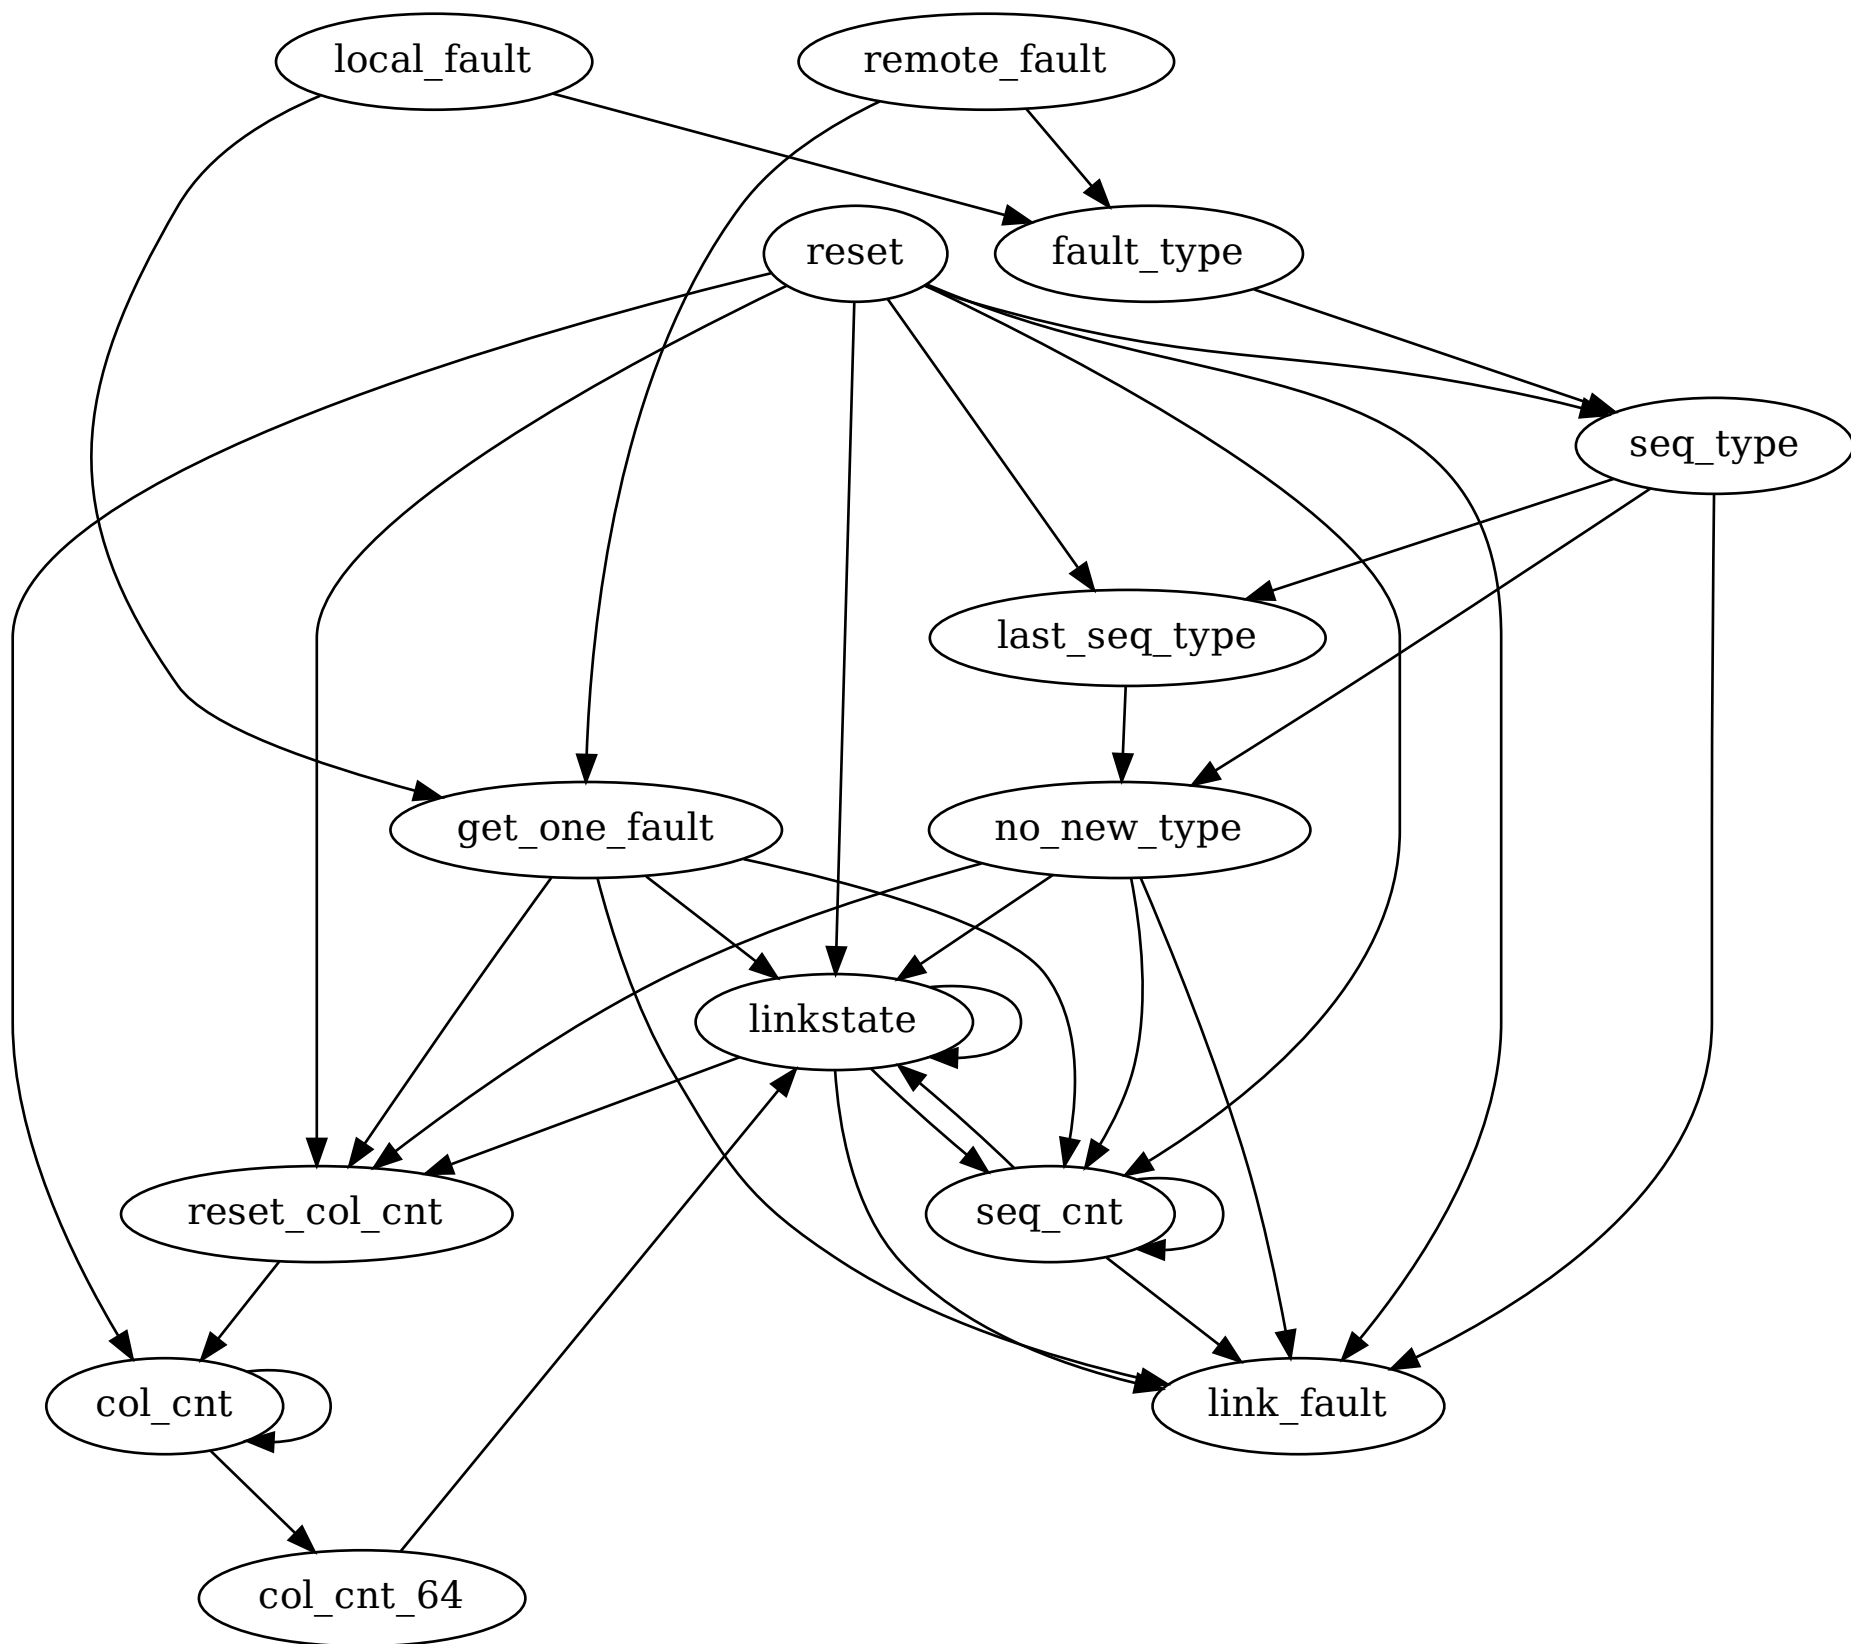 local_fault
remote_fault
reset
fault_type
seq_type
last_seq_type
get_one_fault
no_new_type
linkstate
reset_col_cnt
seq_cnt
col_cnt
link_fault
col_cnt_64